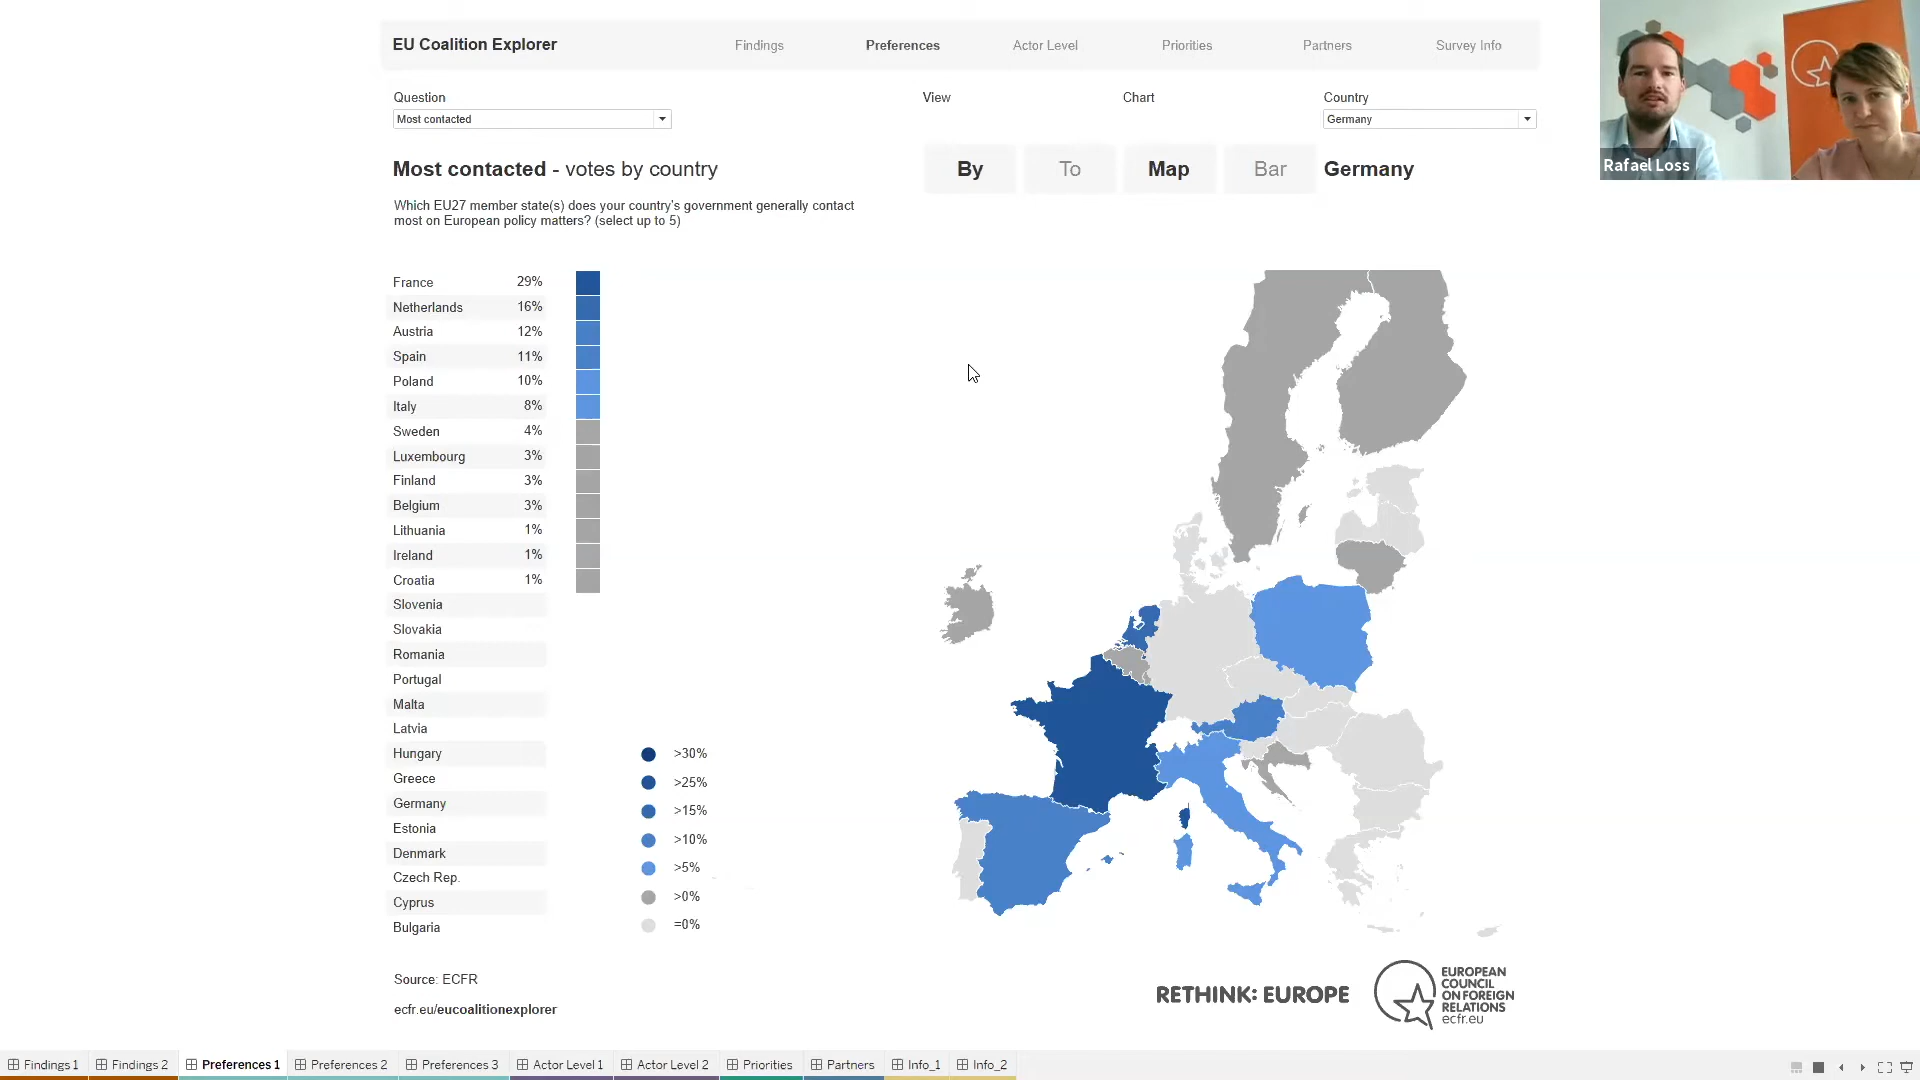 EU Coalition Explorer
Findings
Preferences
Actor Level
Priorities
Partners
Survey Info
Question
View
Chart
Country
Most contacted
Germany
Most contacted - votes by country
By
To
Map
Bar
Germany
Which EU27 member state(s) does your country's government generally contact
most on European policy matters? (select up to 5)
France 29%
Netherlands 16%
Austria 12%
Spain 11%
Poland 10%
Italy 8%
Sweden 4%
Luxembourg 3%
Finland 3%
Belgium 3%
Lithuania 1%
Ireland 1%
Croatia 1%
Slovenia
Slovakia
Romania
Portugal
Malta
Latvia
Hungary
Greece
Germany
Estonia
Denmark
Czech Rep.
Cyprus
Bulgaria
>30%
>25%
>15%
>10%
>5%
>0%
=0%
Source: ECFR
ecfr.eu/eucoalitionexplorer
RETHINK: EUROPE
EUROPEAN
COUNCIL
ON FOREIGN
RELATIONS
ecfr.eu
Rafael Loss
Findings 1
Findings 2
Preferences 1
Preferences 2
Preferences 3
Actor Level 1
Actor Level 2
Priorities
Partners
Info_1
Info_2